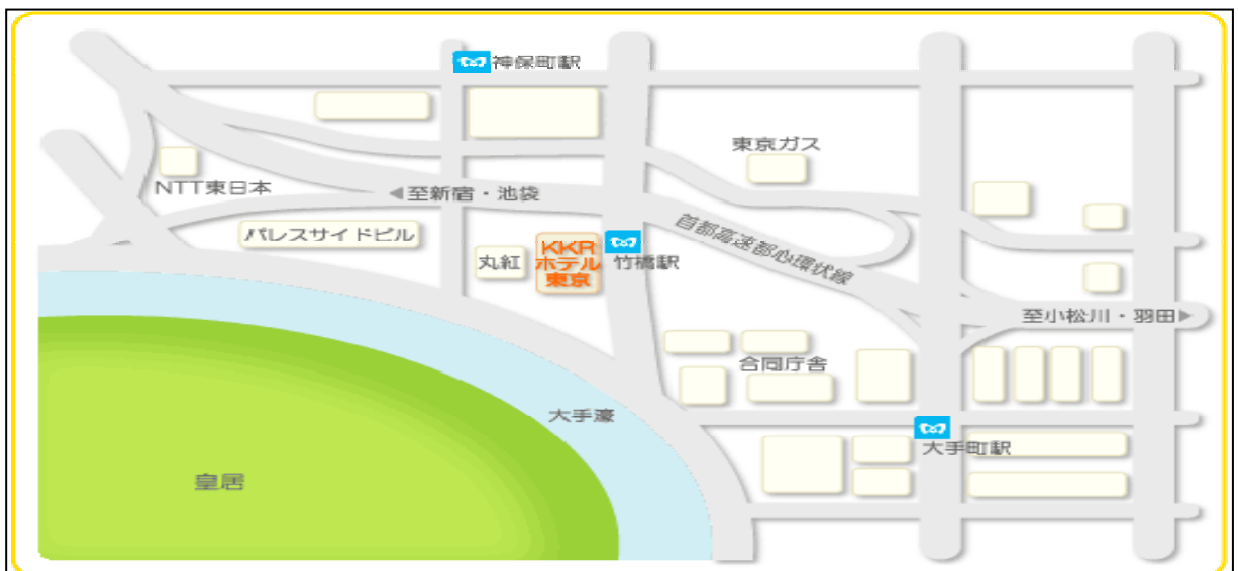 神保町駅
東京ガス
NTT東日本
◀至新宿・池袋
首都高速都心環状線
パレスサイドビル
丸紅
KKR
ホテル
東京
竹橋駅
至小松川・羽田▶
合同庁舎
大手濠
大手町駅
皇居